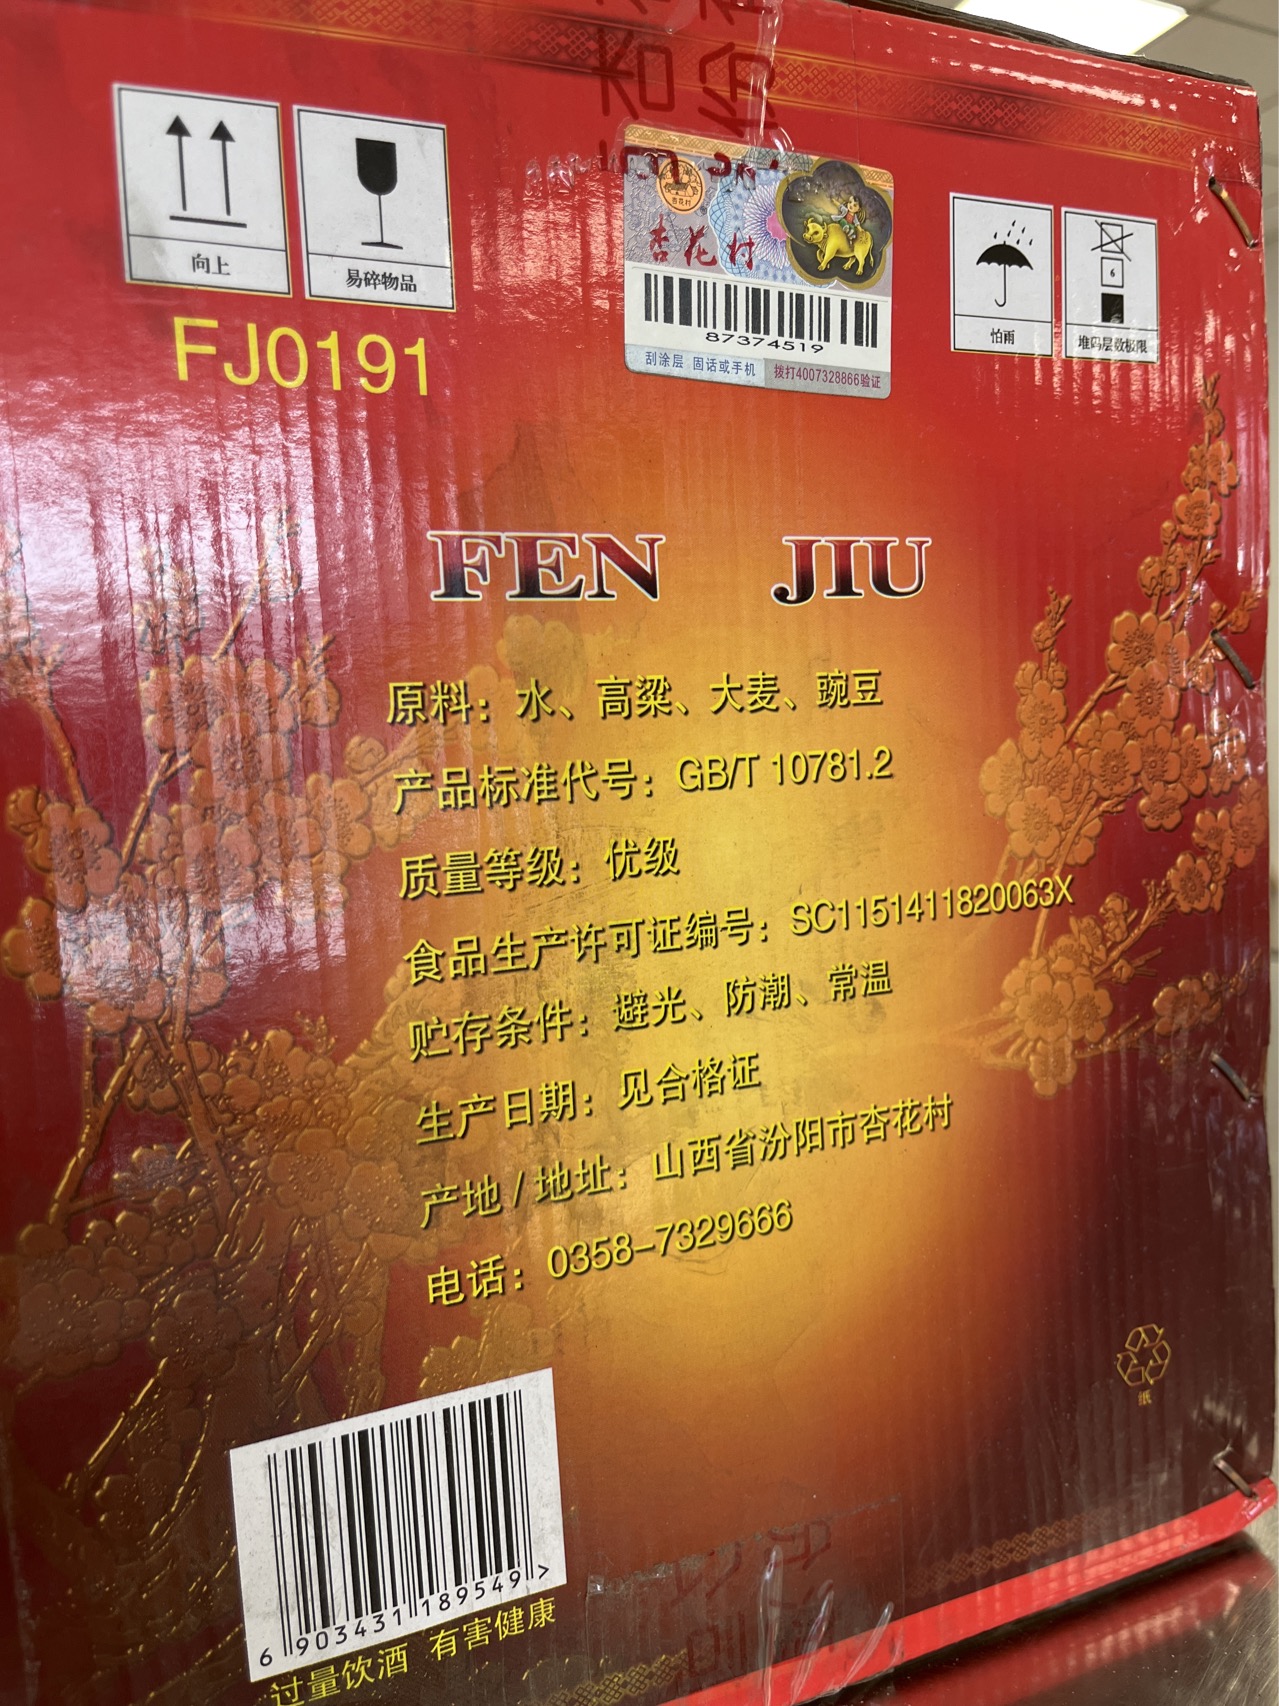 杏花村
杏花村
87374519
刮涂层 固话或手机 拨打4007328866验证
向上
易碎物品
怕雨
6
堆码层数极限
FJ0191
FEN JIU
原料：水、高粱、大麦、豌豆
产品标准代号：GB/T 10781.2
质量等级：优级
食品生产许可证编号：SC11514118200​63X
贮存条件：避光、防潮、常温
生产日期：见合格证
产地/地址：山西省汾阳市杏花村
电话：0358-7329666
纸
6 903431 189549 >
过量饮酒 有害健康